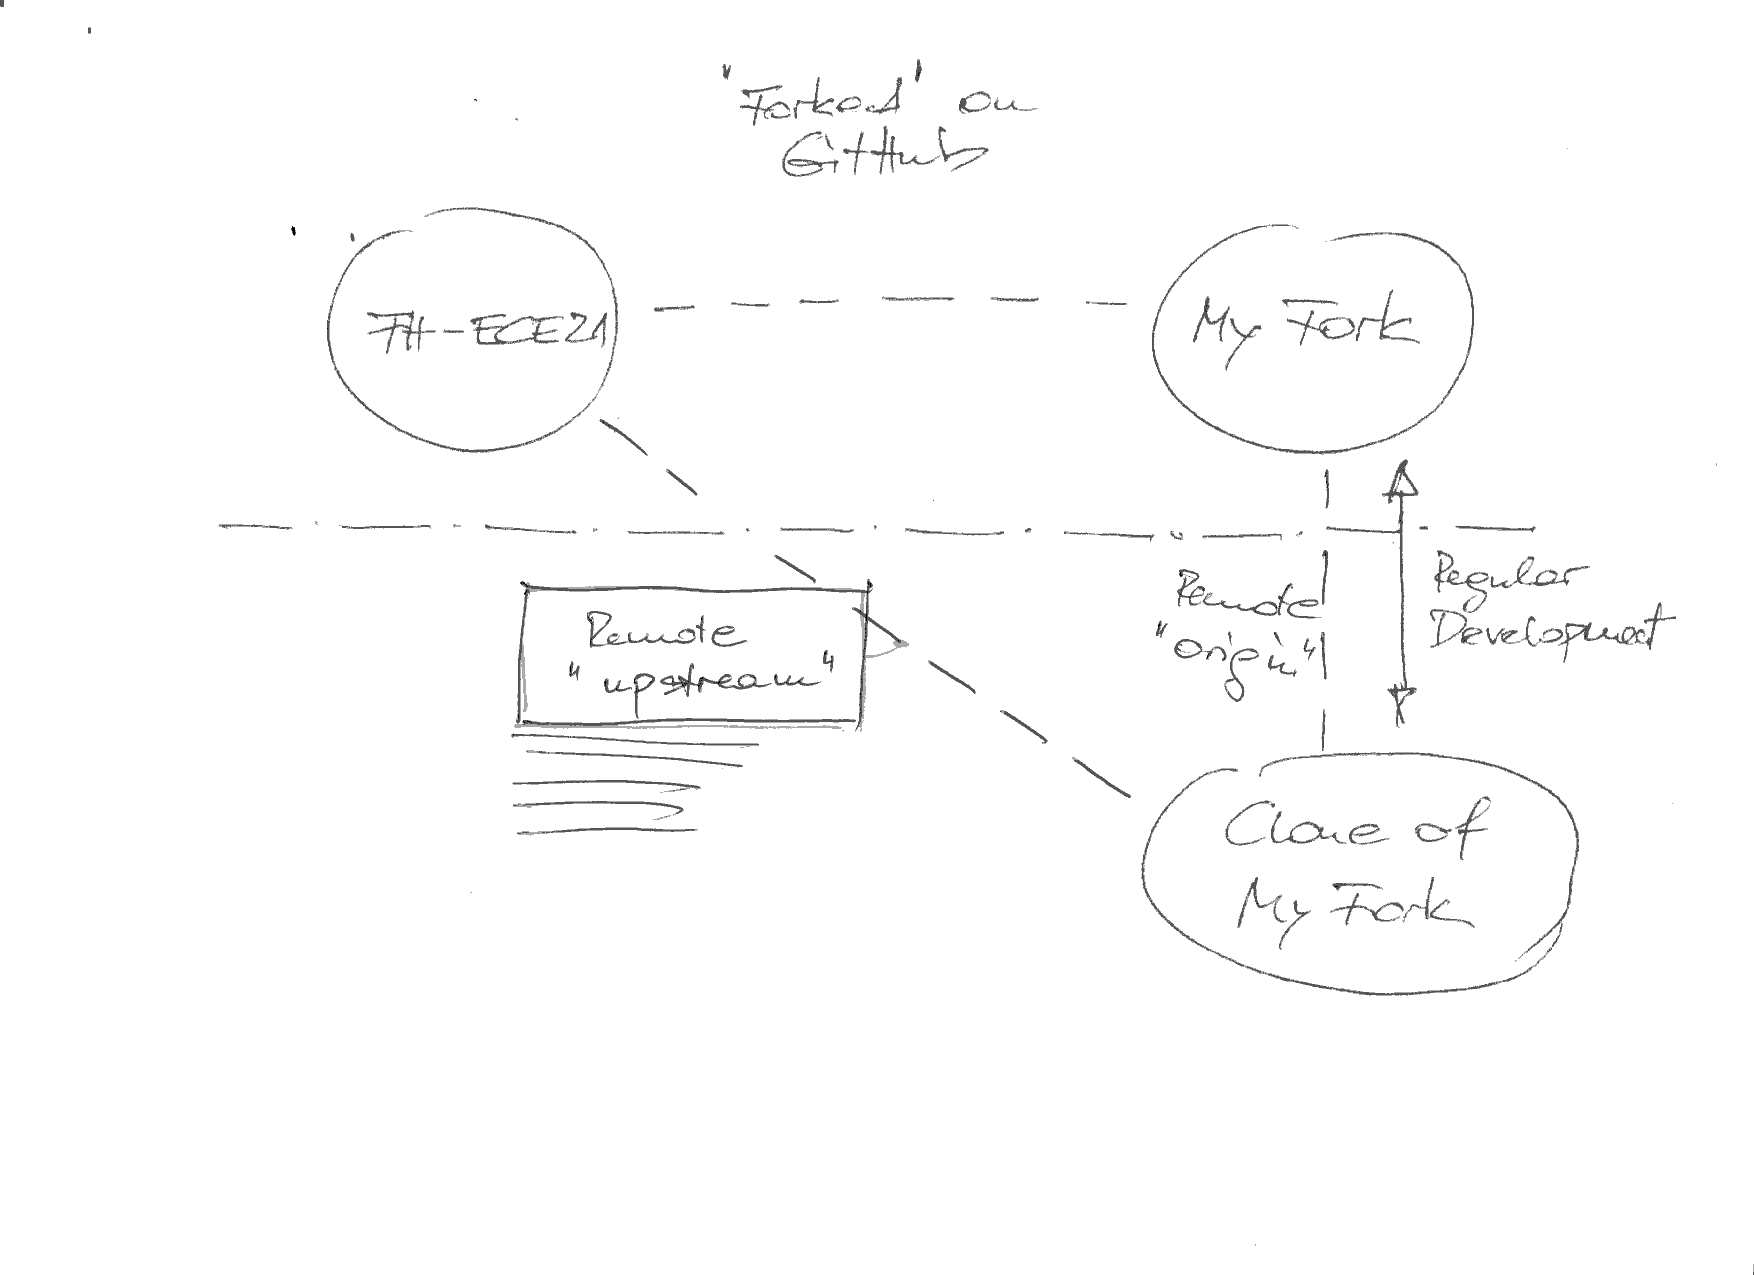 "Forked" on
GitHub
FH-ECE21
My Fork
Remote
"upstream"
Remote
"origin"
Regular
Development
Clone of
My Fork